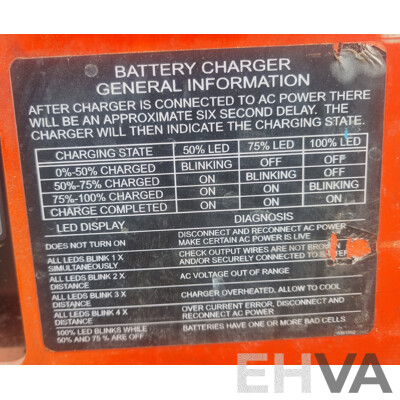 BATTERY CHARGER
GENERAL INFORMATION
AFTER CHARGER IS CONNECTED TO AC POWER THERE
WILL BE AN APPROXIMATE SIX SECOND DELAY. THE
CHARGER WILL THEN INDICATE THE CHARGING STATE.
CHARGING STATE 50% LED 75% LED 100% LED
0%-50% CHARGED BLINKING OFF OFF
50%-75% CHARGED ON BLINKING OFF
75%-100% CHARGED ON ON BLINKING
CHARGE COMPLETED ON ON ON
LED DISPLAY DIAGNOSIS
DOES NOT TURN ON DISCONNECT AND RECONNECT AC POWER
MAKE CERTAIN AC POWER IS LIVE
ALL LEDS BLINK 1 X CHECK OUTPUT WIRES ARE NOT BROKEN
SIMULTANEOUSLY AND/OR SECURELY CONNECTED TO
ALL LEDS BLINK 2 X AC VOLTAGE OUT OF RANGE
DISTANCE
ALL LEDS BLINK 3 X CHARGER OVERHEATED, ALLOW TO COOL
DISTANCE
ALL LEDS BLINK 4 X OVER CURRENT ERROR, DISCONNECT AND
DISTANCE RECONNECT AC POWER
100% LED BLINKS WHILE BATTERIES HAVE ONE OR MORE BAD CELLS
50% AND 75 % ARE OFF
EHVA